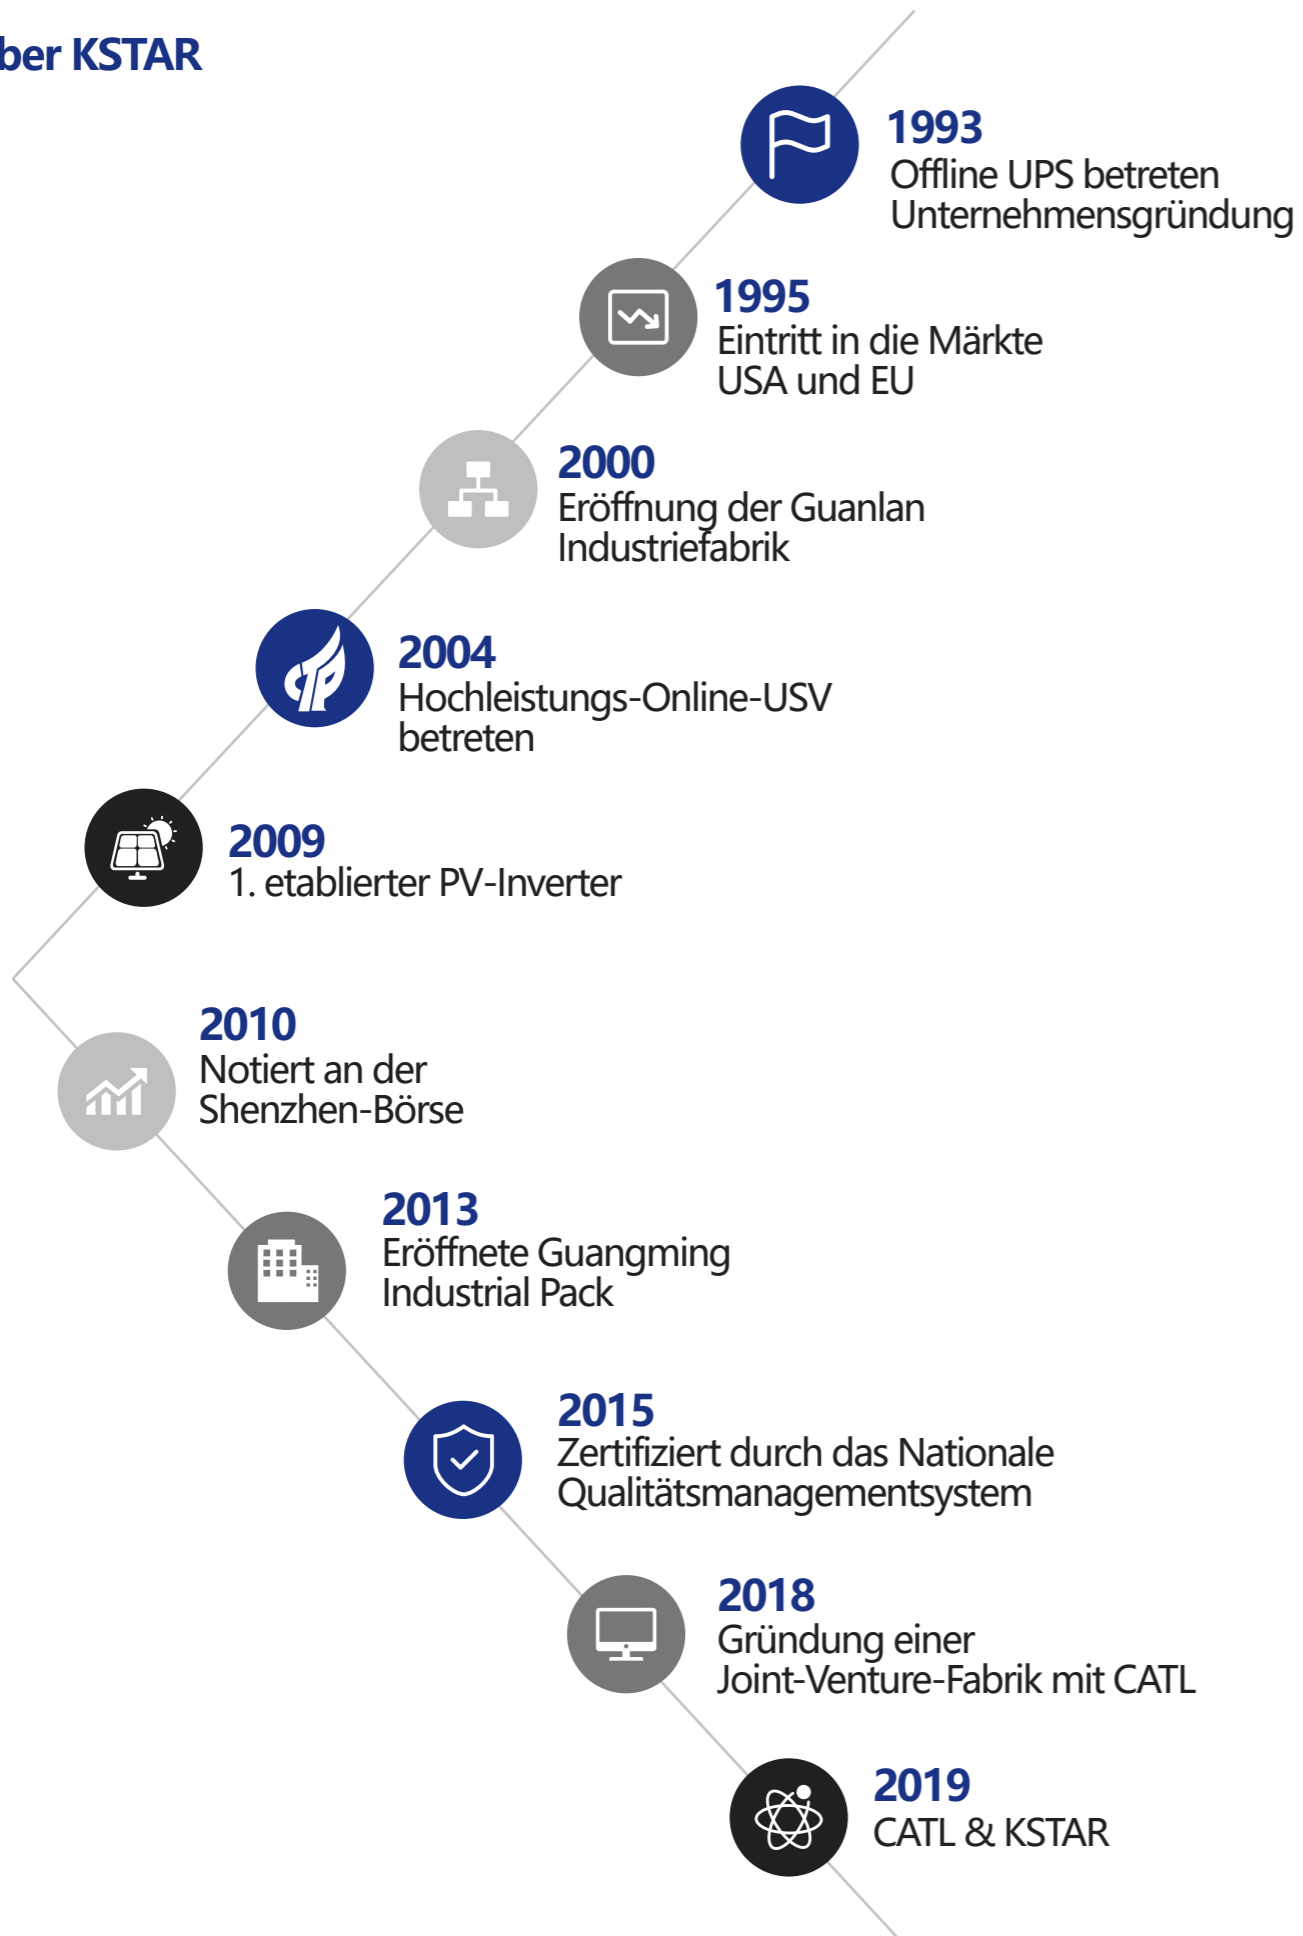 ber KSTAR
1993
Offline UPS betreten
Unternehmensgründung
1995
Eintritt in die Märkte
USA und EU
2000
Eröffnung der Guanlan
Industriefabrik
2004
Hochleistungs-Online-USV
betreten
2009
1. etablierter PV-Inverter
2010
Notiert an der
Shenzhen-Börse
2013
Eröffnete Guangming
Industrial Pack
2015
Zertifiziert durch das Nationale
Qualitätsmanagementsystem
2018
Gründung einer
Joint-Venture-Fabrik mit CATL
2019
CATL & KSTAR